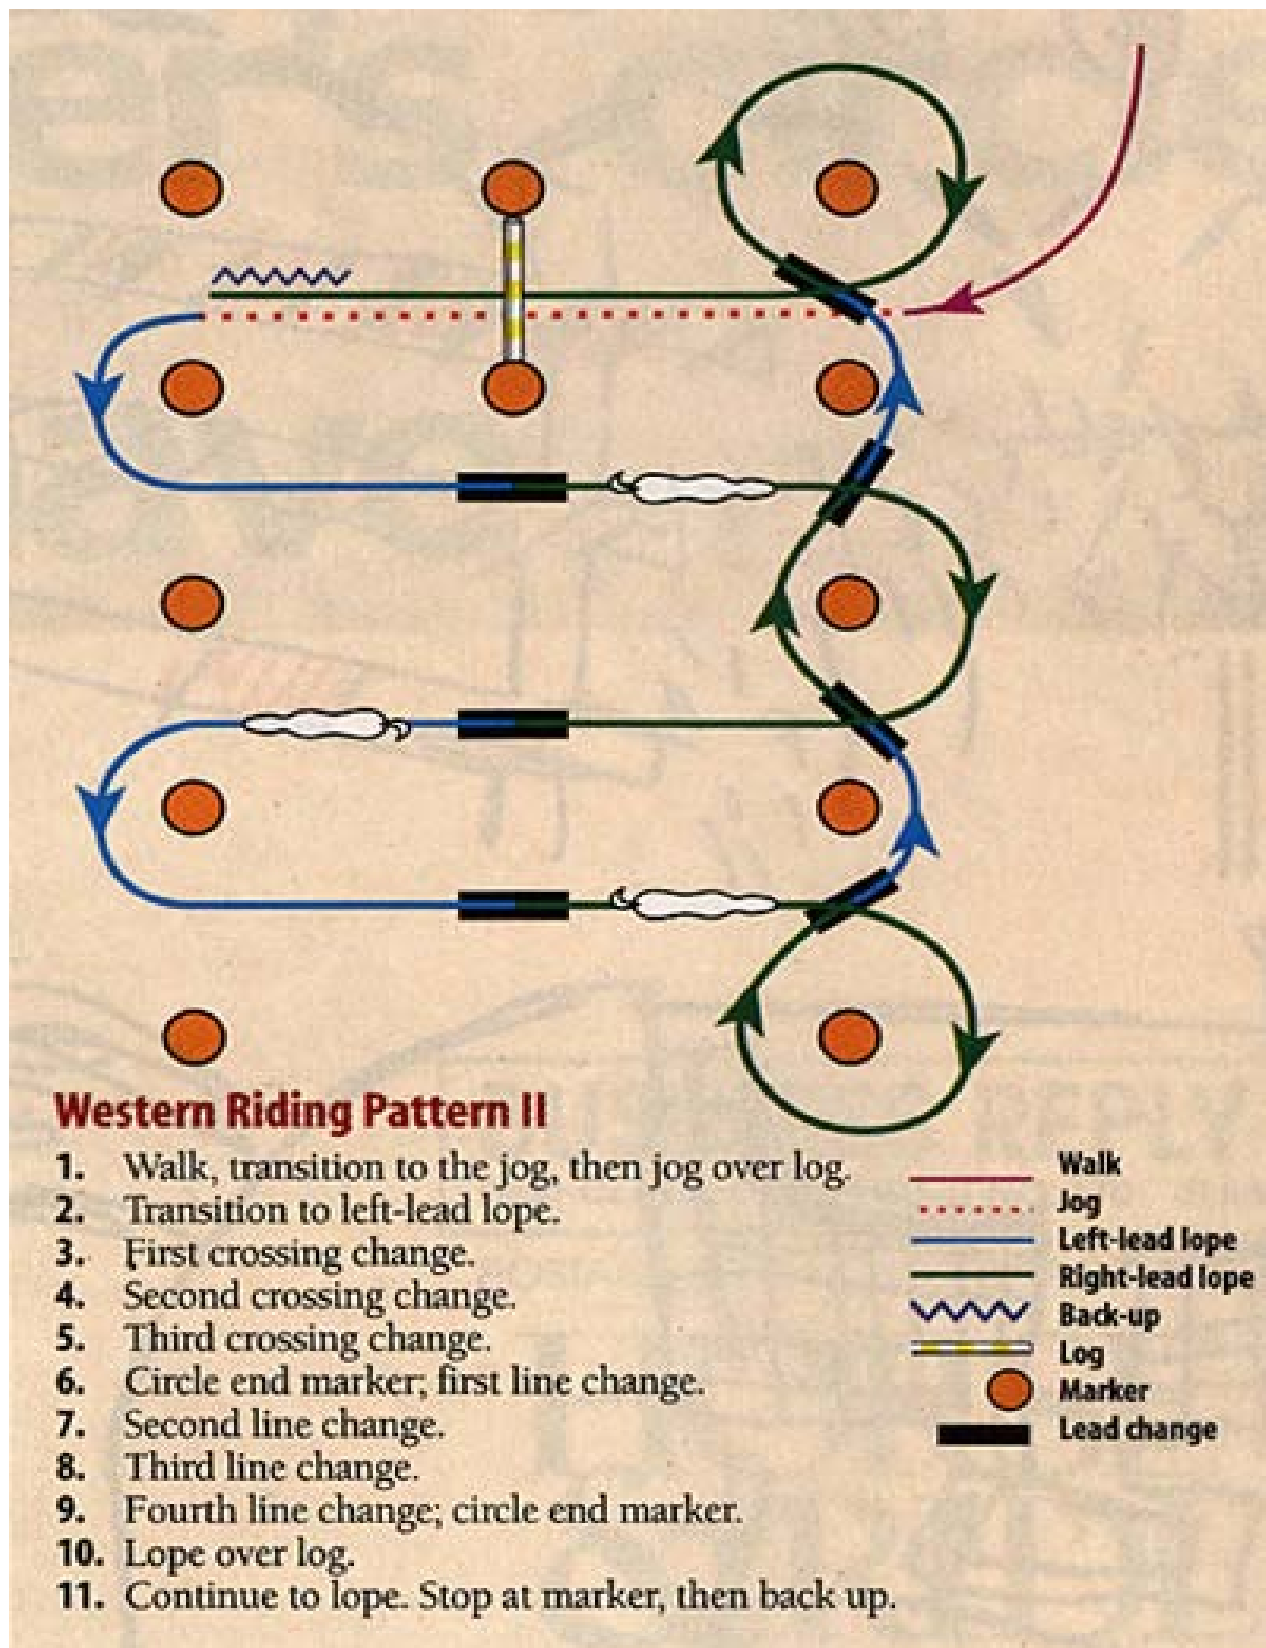 Western Riding Pattern II
1. Walk, transition to the jog, then jog over log.
2. Transition to left-lead lope.
3. First crossing change.
4. Second crossing change.
5. Third crossing change.
6. Circle end marker; first line change.
7. Second line change.
8. Third line change.
9. Fourth line change; circle end marker.
10. Lope over log.
11. Continue to lope. Stop at marker, then back up.
Walk
Jog
Left-lead lope
Right-lead lope
Back-up
Log
Marker
Lead change